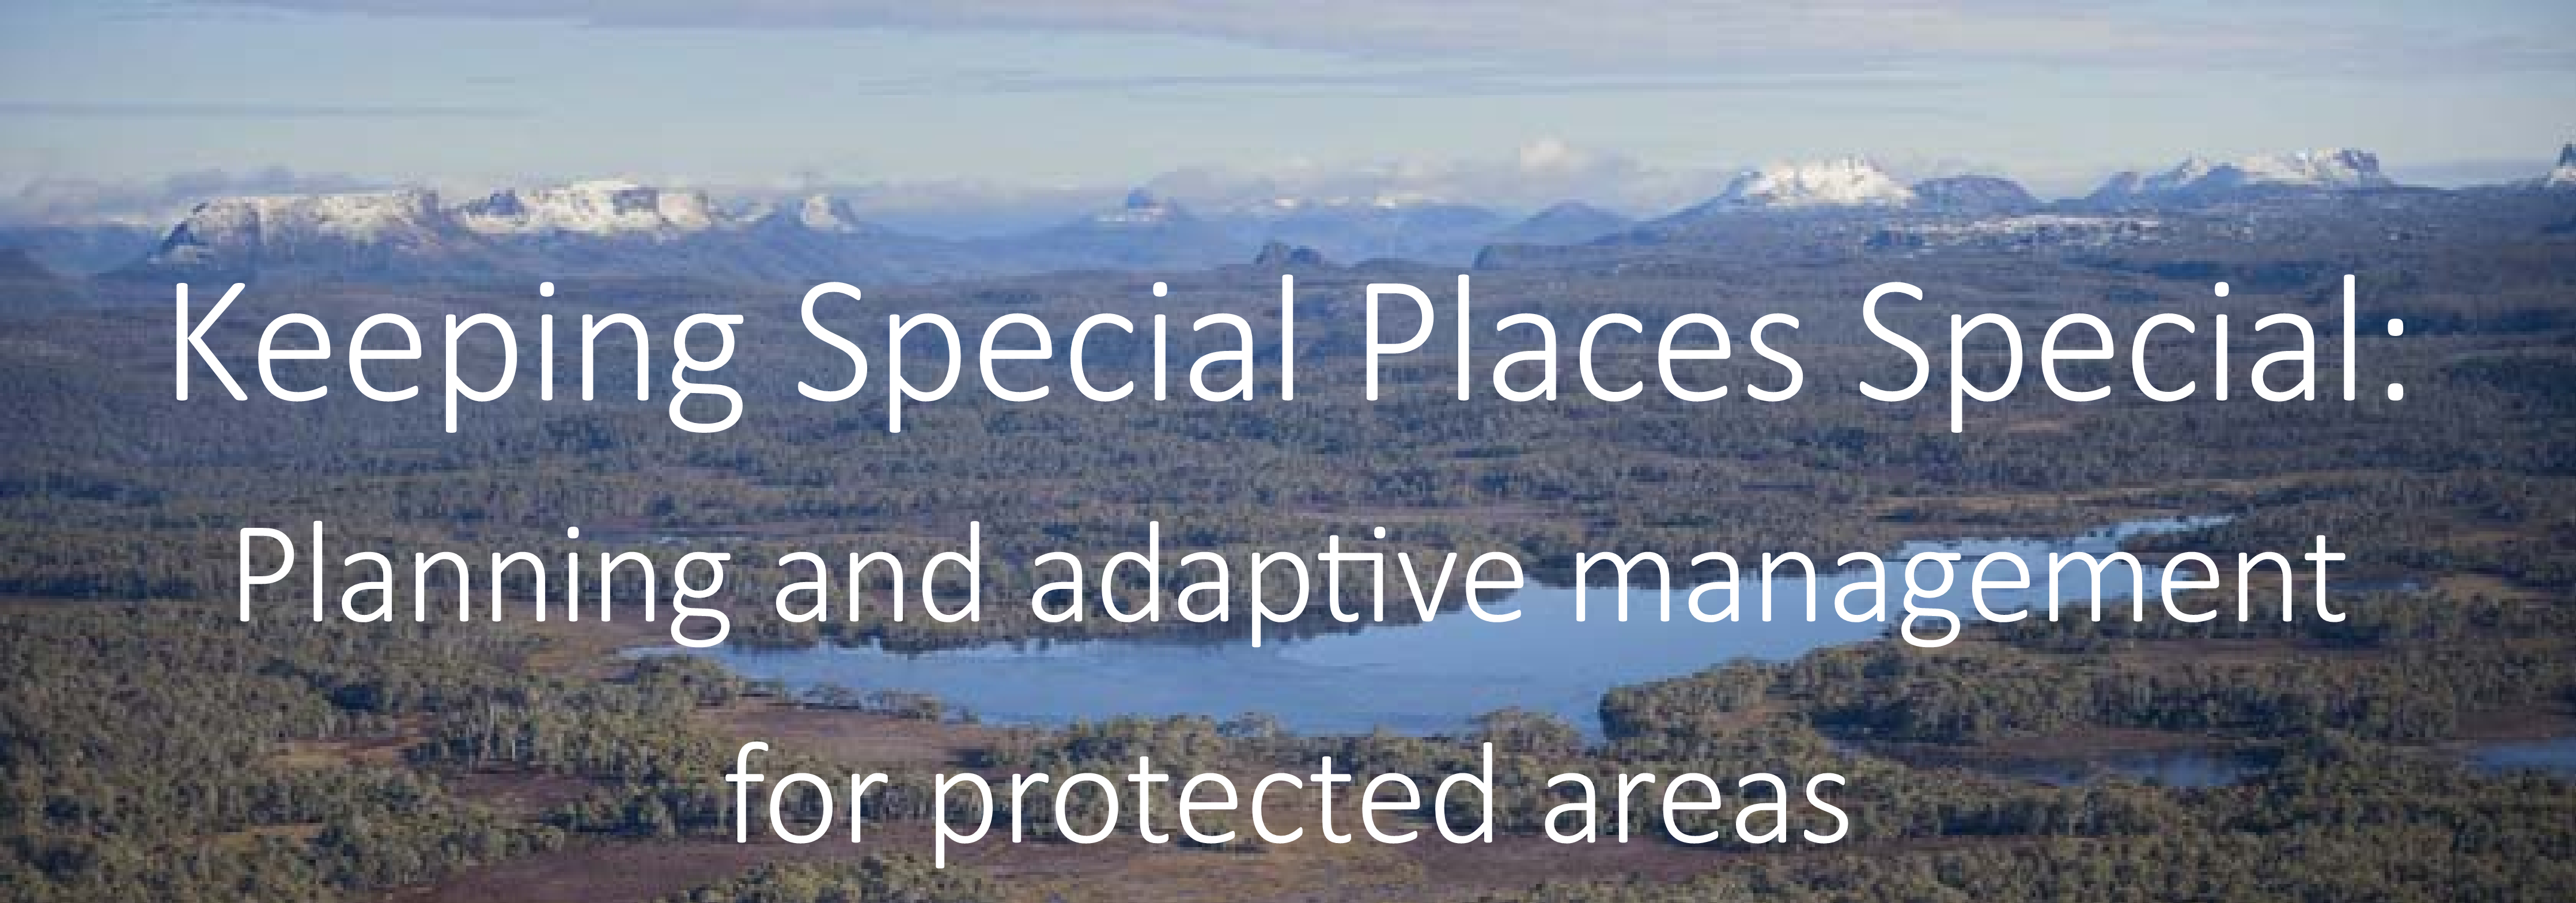 Keeping Special Places Special:
Planning and adaptive management
for protected areas